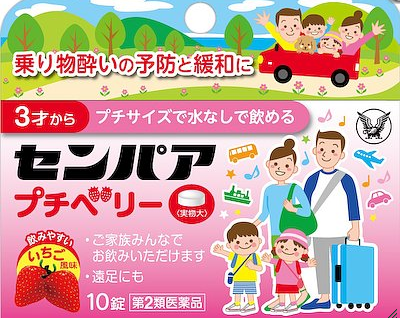 乗り物酔いの予防と緩和に
3才から プチサイズで水なしで飲める
センパア
プチベリー
(実物大)
飲みやすい
いちご
風味
・ご家族みんなで
お飲みいただけます
・遠足にも
10錠 第2類医薬品